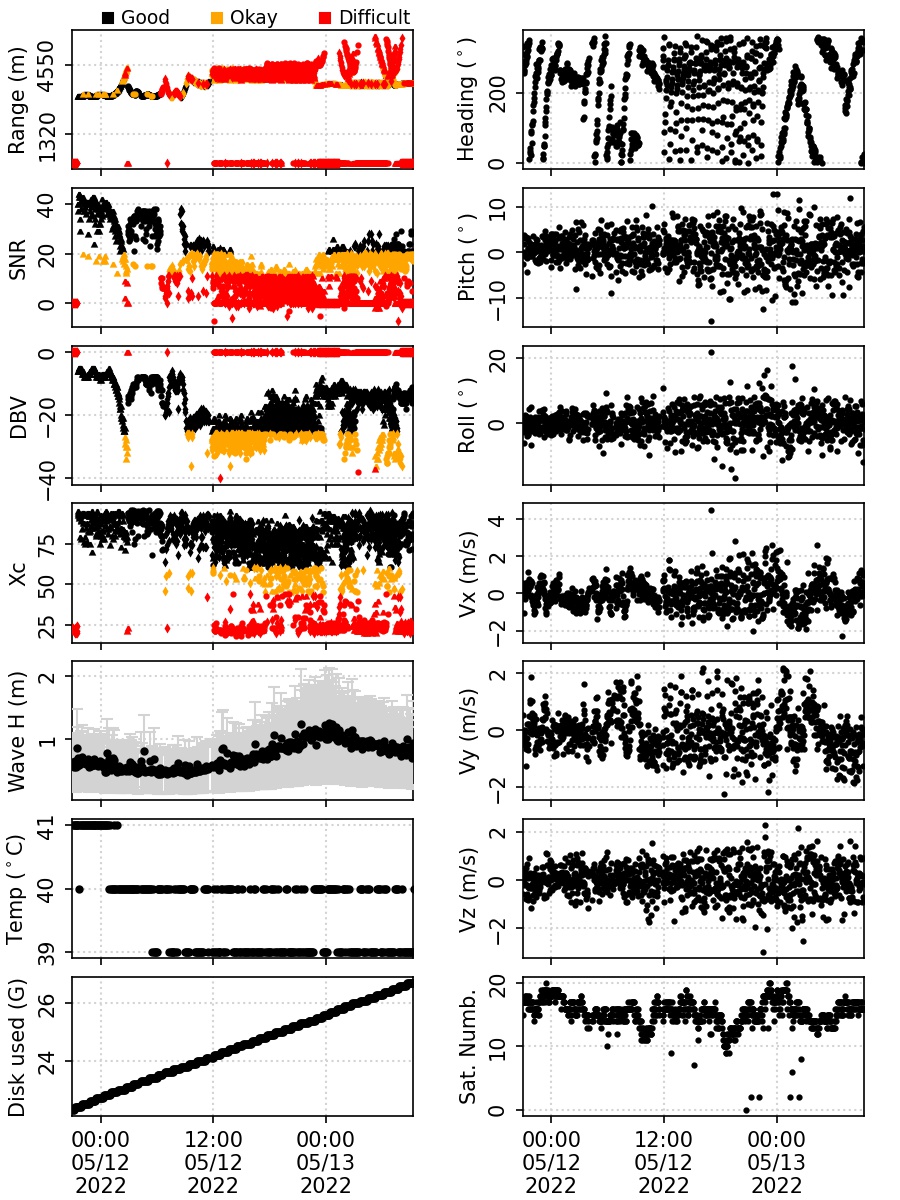 Good Okay Difficult
Range (m)
4550
1320
Heading (°)
200
0
SNR
40
20
0
Pitch (°)
10
0
−10
DBV
0
−20
−40
Roll (°)
20
0
Xc
75
50
25
Vx (m/s)
4
2
0
−2
Wave H (m)
2
1
Vy (m/s)
2
0
−2
Temp (°C)
41
40
39
Vz (m/s)
2
0
−2
Disk used (G)
26
24
Sat. Numb.
20
10
0
00:00 12:00 00:00
05/12 05/12 05/13
2022 2022 2022
00:00 12:00 00:00
05/12 05/12 05/13
2022 2022 2022